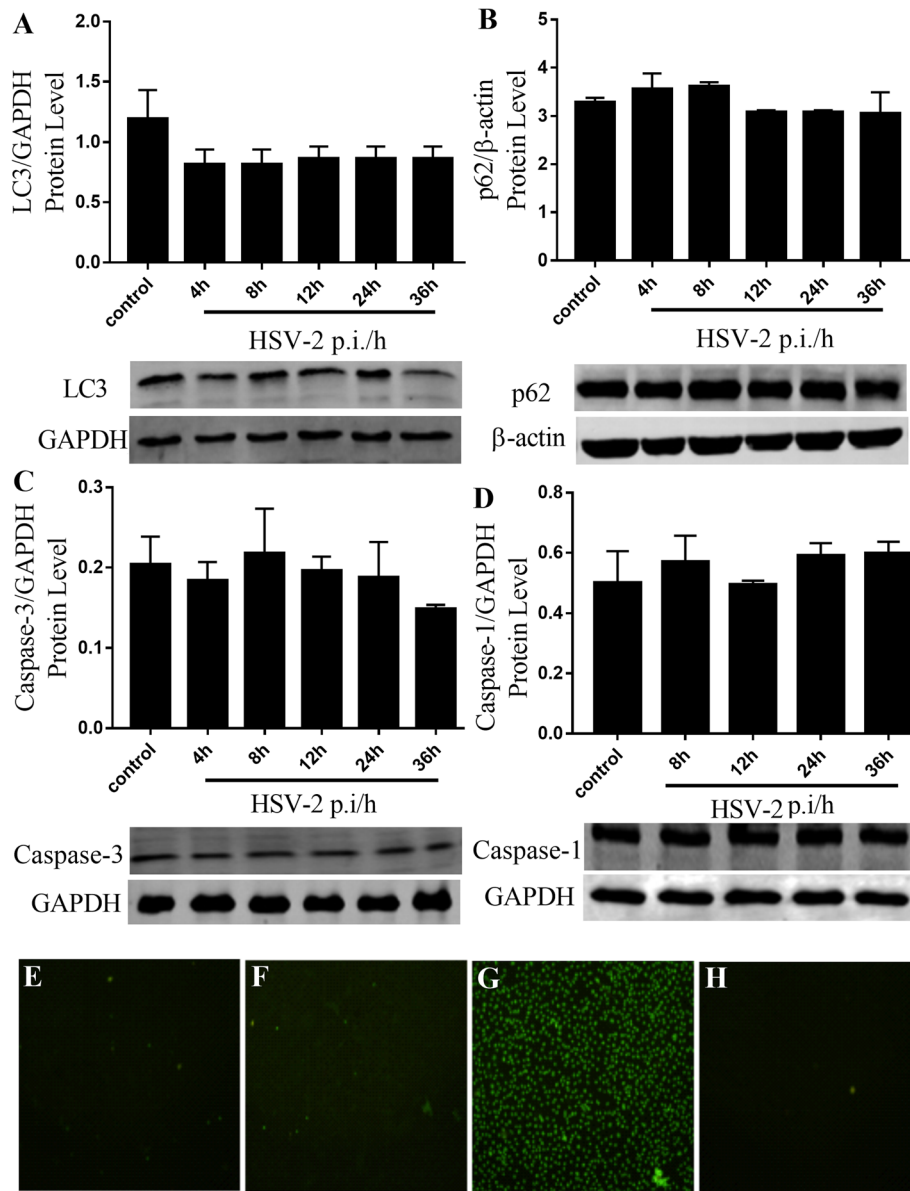 A
LC3/GAPDH
Protein Level
2.0
1.5
1.0
0.5
0.0
control
4h
8h
12h
24h
36h
HSV-2 p.i./h
LC3
GAPDH
B
p62/β-actin
Protein Level
5
4
3
2
1
0
control
4h
8h
12h
24h
36h
HSV-2 p.i./h
p62
β-actin
C
Caspase-3/GAPDH
Protein Level
0.3
0.2
0.1
0.0
control
4h
8h
12h
24h
36h
HSV-2 p.i/h
Caspase-3
GAPDH
D
Caspase-1/GAPDH
Protein Level
0.8
0.6
0.4
0.2
0.0
control
8h
12h
24h
36h
HSV-2 p.i/h
Caspase-1
GAPDH
E
F
G
H